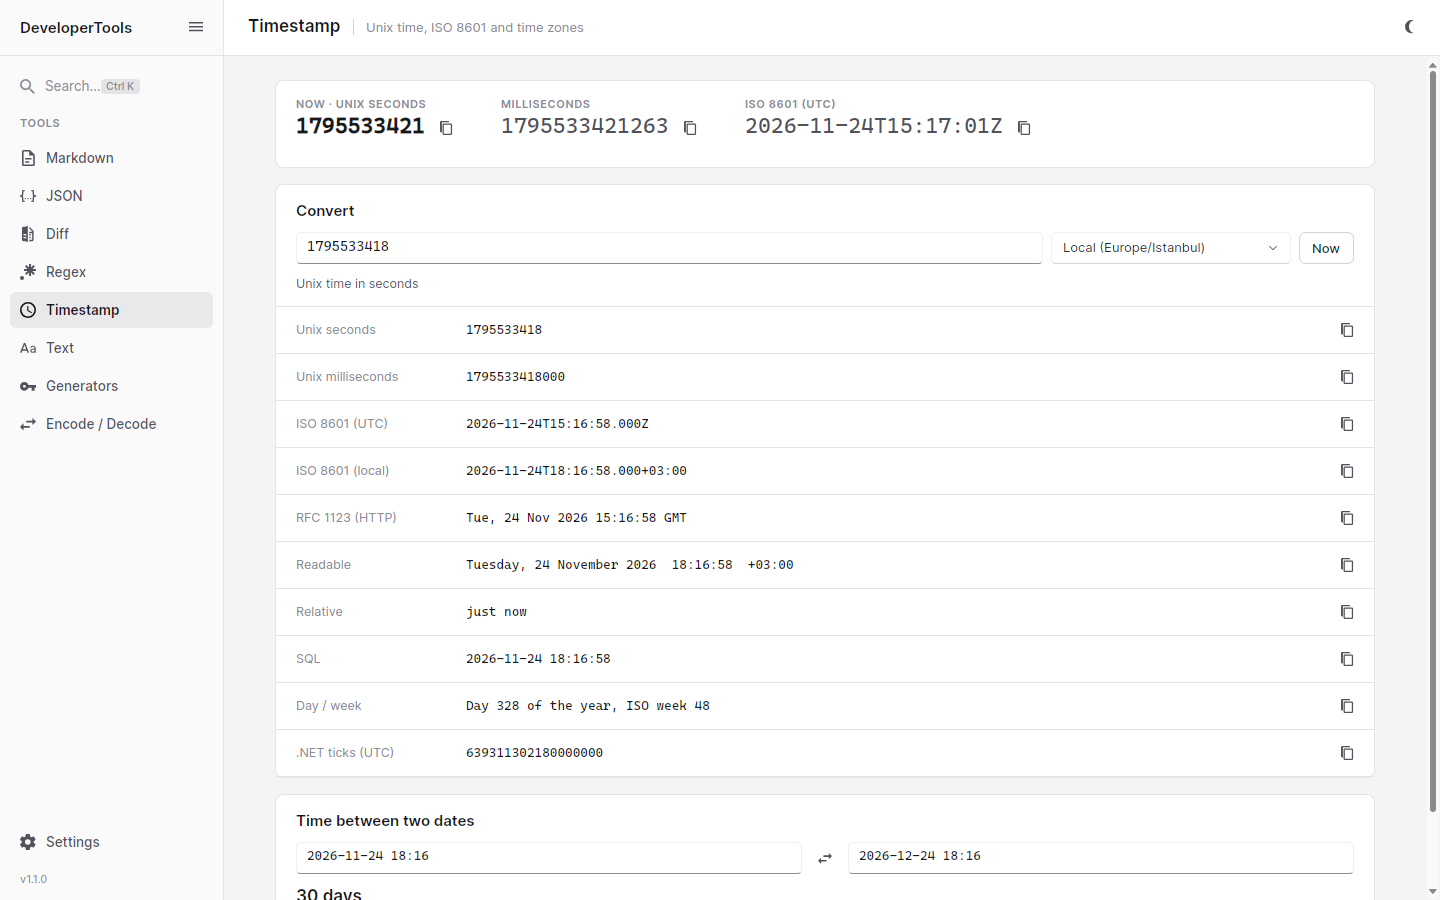 DeveloperTools
Timestamp
Unix time, ISO 8601 and time zones
Search...
Ctrl K
TOOLS
Markdown
JSON
Diff
Regex
Timestamp
Text
Generators
Encode / Decode
Settings
v1.1.0
NOW · UNIX SECONDS
1795533421
MILLISECONDS
1795533421263
ISO 8601 (UTC)
2026-11-24T15:17:01Z
Convert
1795533418
Local (Europe/Istanbul)
Now
Unix time in seconds
Unix seconds 1795533418
Unix milliseconds 1795533418000
ISO 8601 (UTC) 2026-11-24T15:16:58.000Z
ISO 8601 (local) 2026-11-24T18:16:58.000+03:00
RFC 1123 (HTTP) Tue, 24 Nov 2026 15:16:58 GMT
Readable Tuesday, 24 November 2026 18:16:58 +03:00
Relative just now
SQL 2026-11-24 18:16:58
Day / week Day 328 of the year, ISO week 48
.NET ticks (UTC) 639311302180000000
Time between two dates
2026-11-24 18:16
2026-12-24 18:16
30 days